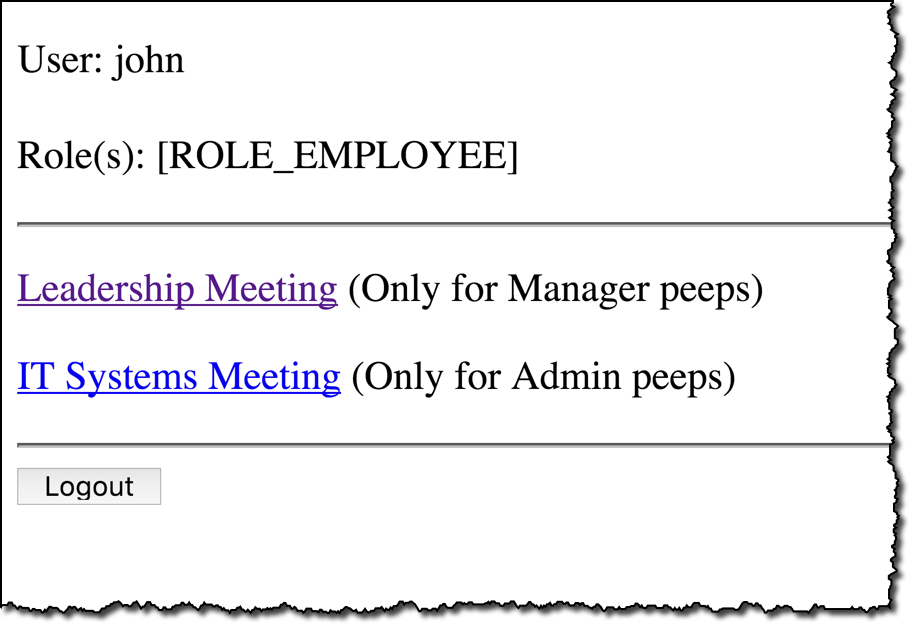 User: john
Role(s): [ROLE_EMPLOYEE]
Leadership Meeting (Only for Manager peeps)
IT Systems Meeting (Only for Admin peeps)
Logout